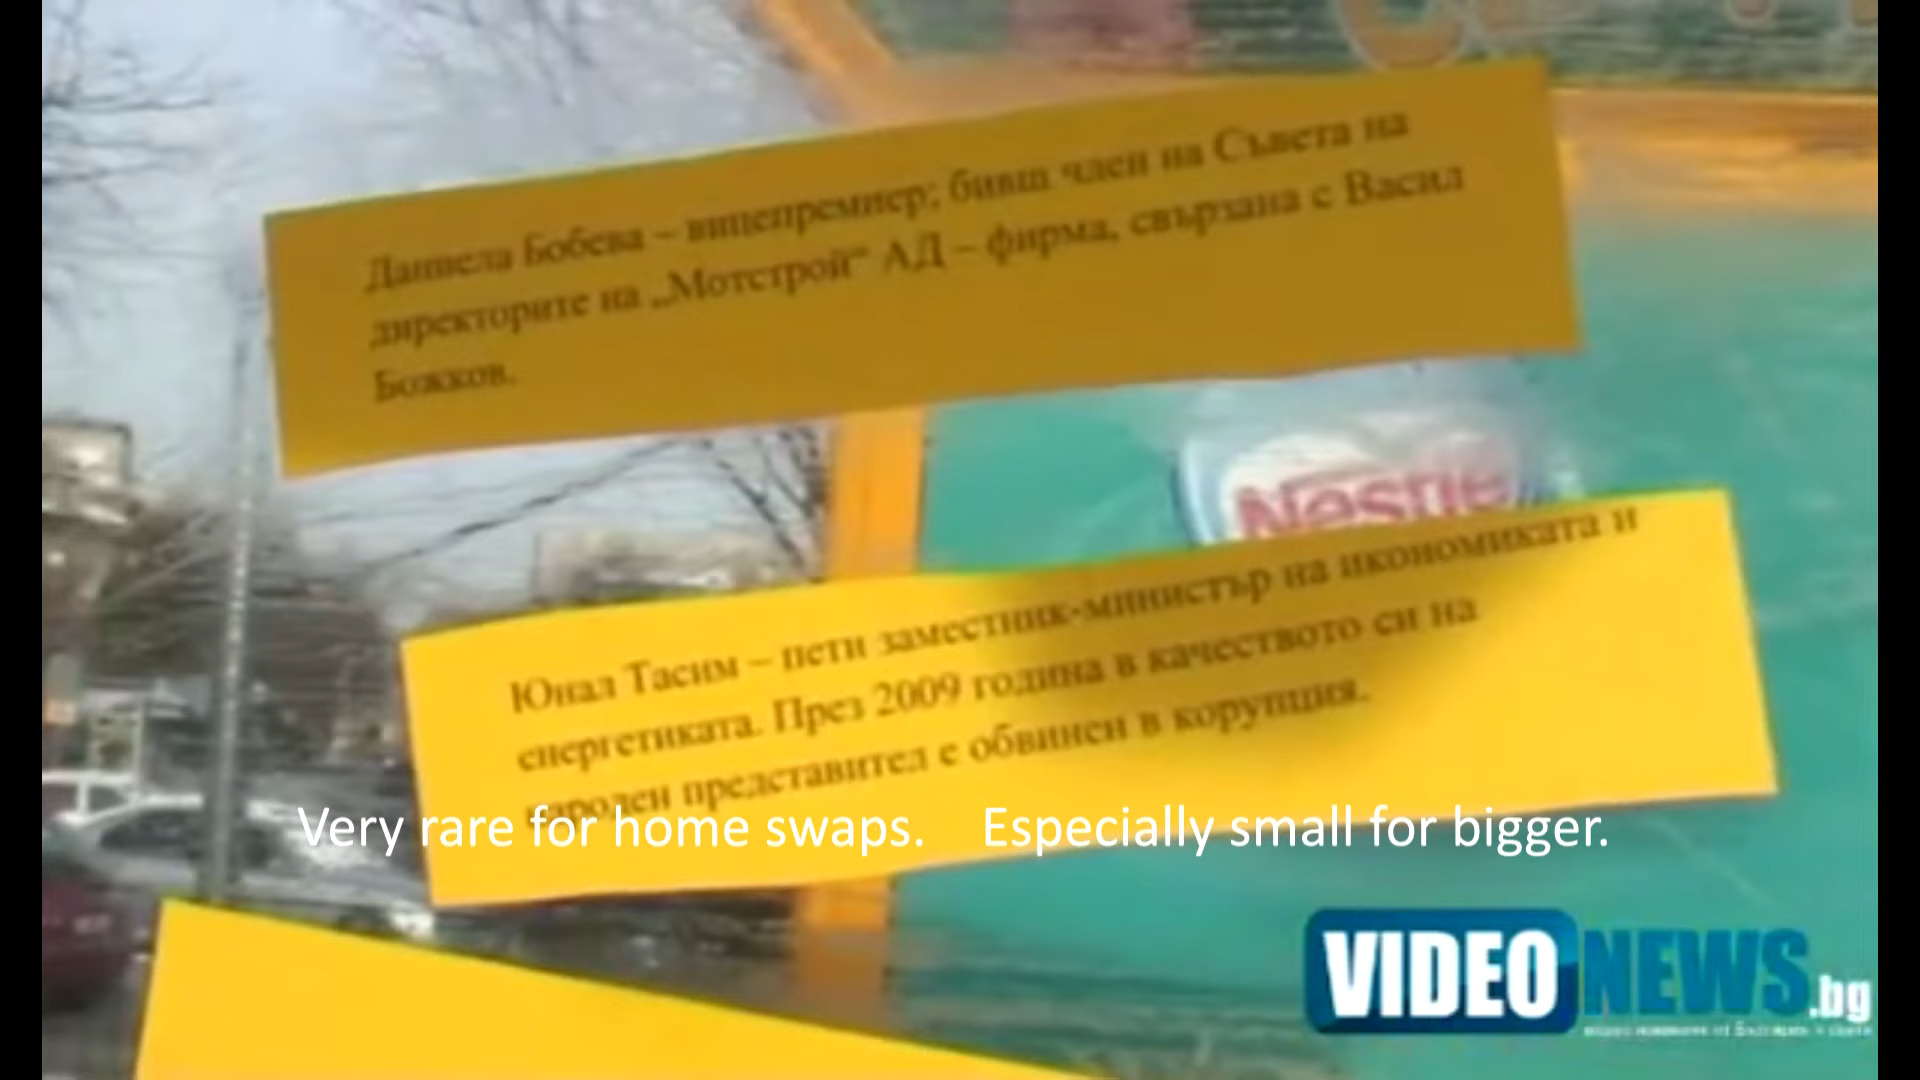 Даниела Бобева – вицепремиер; бивш член на Съвета на
директорите на „Мотстрой“ АД – фирма, свързана с Васил
Божков.
Nestle
Юнал Тасим – пети заместник-министър на икономиката и
енергетиката. През 2009 година в качеството си на
народен представител е обвинен в корупция.
Very rare for home swaps. Especially small for bigger.
VIDEONEWS.bg